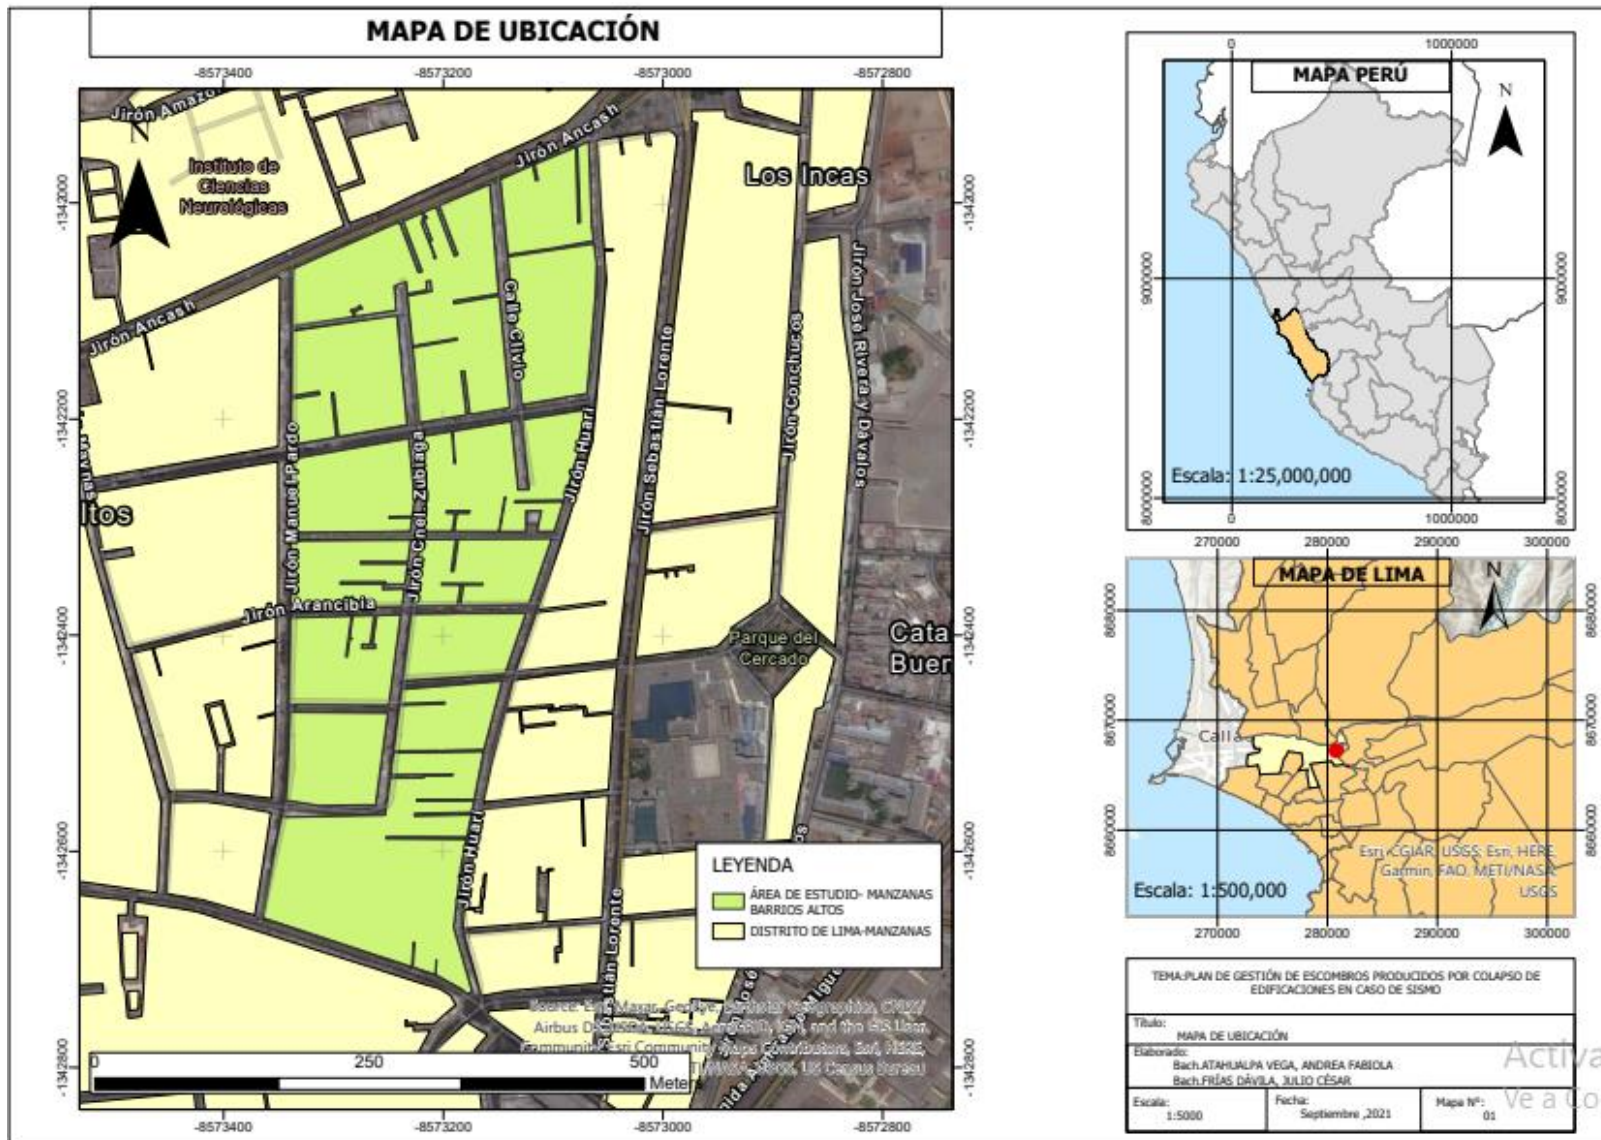 MAPA DE UBICACIÓN
-8573400
-8573200
-8573000
-8572800
-1342000
-1342200
-1342400
-1342600
-1342800
-1342000
-1342200
-1342400
-1342600
-1342800
-8573400
-8573200
-8573000
-8572800
N
Instituto de
Ciencias
Neurológicas
Jirón Ancash
Jirón Ancash
Los Incas
Calle Clivio
Jirón Manuel Pardo
Jirón Cnel. Zubiaga
Jirón Huari
Jirón Sebastián Lorente
Jirón Conchucos
Jirón José Rivera y Dávalos
ltos
Jirón Arancibia
Parque del
Cercado
Cata
Buer
Jirón Huari
LEYENDA
ÁREA DE ESTUDIO- MANZANAS
BARRIOS ALTOS
DISTRITO DE LIMA-MANZANAS
0
250
500
Meters
MAPA PERÚ
N
0
1000000
9000000
8000000
9000000
8000000
0
1000000
Escala: 1:25,000,000
270000
280000
290000
300000
MAPA DE LIMA
N
8680000
8670000
8660000
8680000
8670000
8660000
Calla
Esri, CGIAR, USGS; Esri, HERE,
Garmin, FAO, METI/NASA,
USGS
Escala: 1:500,000
270000
280000
290000
300000
TEMA:PLAN DE GESTIÓN DE ESCOMBROS PRODUCIDOS POR COLAPSO DE
EDIFICACIONES EN CASO DE SISMO
Título:
MAPA DE UBICACIÓN
Elaborado:
Bach.ATAHUALPA VEGA, ANDREA FABIOLA
Bach.FRÍAS DÁVILA, JULIO CÉSAR
Escala:
1:5000
Fecha:
Septiembre ,2021
Mapa N°:
01
Activa
Ve a Co